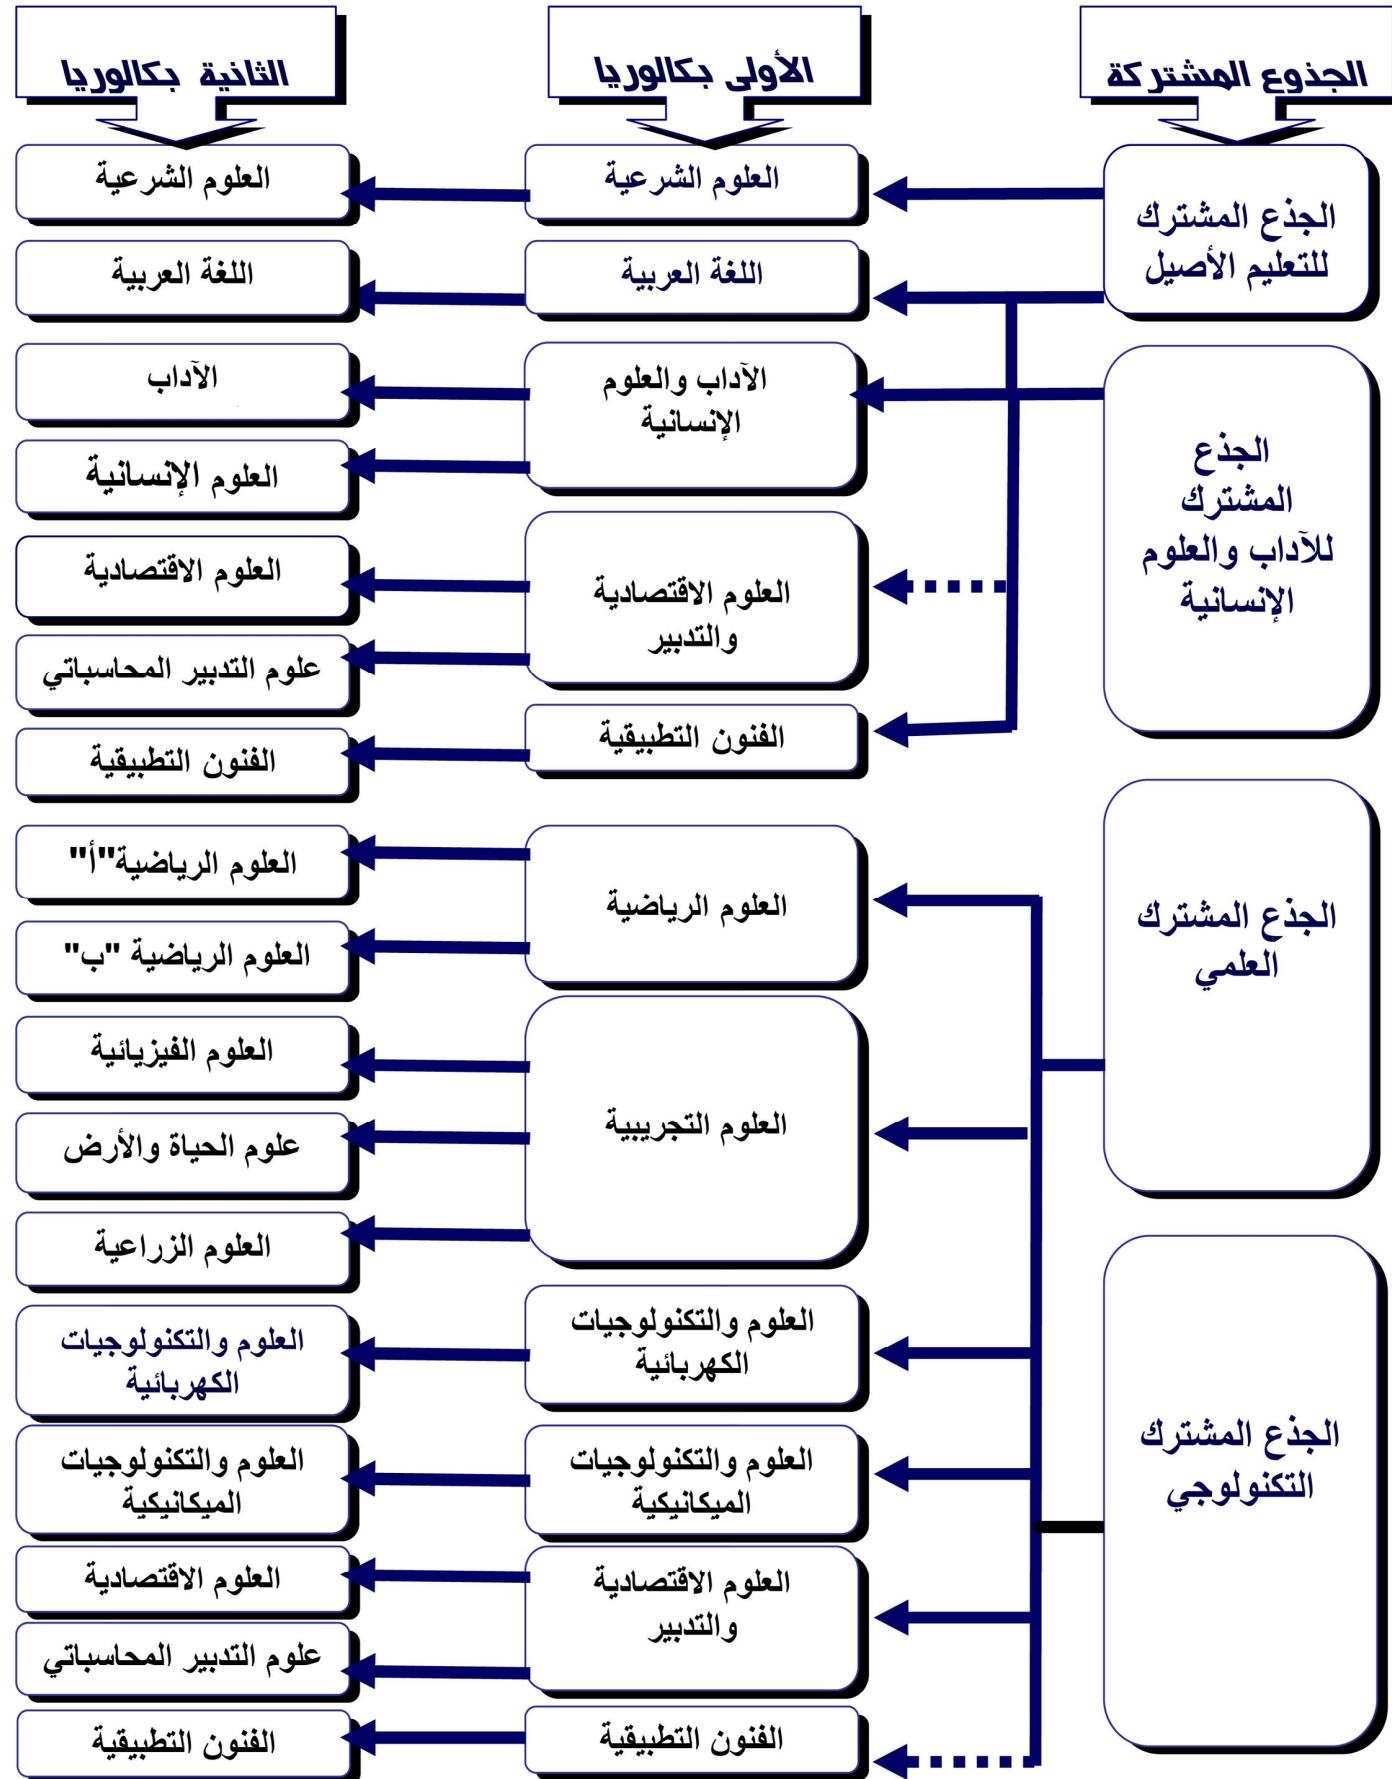 الجذوع المشتركة
الأولى بكالوريا
الثانية بكالوريا
الجذع المشترك
للتعليم الأصيل
العلوم الشرعية
العلوم الشرعية
اللغة العربية
اللغة العربية
الجذع
المشترك
للآداب والعلوم
الإنسانية
الآداب والعلوم
الإنسانية
الآداب
العلوم الإنسانية
العلوم الاقتصادية
والتدبير
العلوم الاقتصادية
علوم التدبير المحاسباتي
الفنون التطبيقية
الفنون التطبيقية
الجذع المشترك
العلمي
العلوم الرياضية
العلوم الرياضية"أ"
العلوم الرياضية "ب"
العلوم التجريبية
العلوم الفيزيائية
علوم الحياة والأرض
العلوم الزراعية
الجذع المشترك
التكنولوجي
العلوم والتكنولوجيات
الكهربائية
العلوم والتكنولوجيات
الكهربائية
العلوم والتكنولوجيات
الميكانيكية
العلوم والتكنولوجيات
الميكانيكية
العلوم الاقتصادية
والتدبير
العلوم الاقتصادية
علوم التدبير المحاسباتي
الفنون التطبيقية
الفنون التطبيقية